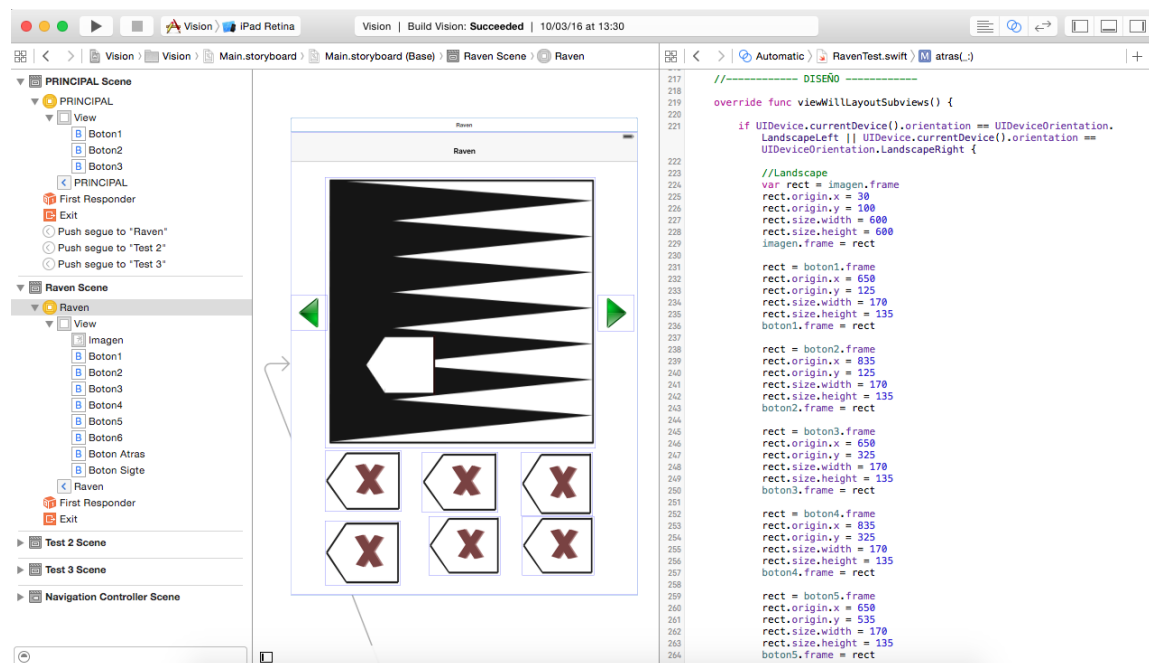 Vision
iPad Retina
Vision | Build Vision: Succeeded | 10/03/16 at 13:30
Vision
Vision
Main.storyboard
Main.storyboard (Base)
Raven Scene
Raven
Automatic
RavenTest.swift
M atras(_:)
PRINCIPAL Scene
PRINCIPAL
View
B Boton1
B Boton2
B Boton3
PRINCIPAL
First Responder
Exit
Push segue to "Raven"
Push segue to "Test 2"
Push segue to "Test 3"
Raven Scene
Raven
View
Imagen
B Boton1
B Boton2
B Boton3
B Boton4
B Boton5
B Boton6
B Boton Atras
B Boton Sigte
Raven
First Responder
Exit
Test 2 Scene
Test 3 Scene
Navigation Controller Scene
Raven
Raven
X X X
X X X
217 //------------ DISEÑO ------------
218
219 override func viewWillLayoutSubviews() {
220
221 if UIDevice.currentDevice().orientation == UIDeviceOrientation.
LandscapeLeft || UIDevice.currentDevice().orientation ==
UIDeviceOrientation.LandscapeRight {
222
223 //Landscape
224 var rect = imagen.frame
225 rect.origin.x = 30
226 rect.origin.y = 100
227 rect.size.width = 600
228 rect.size.height = 600
229 imagen.frame = rect
230
231 rect = boton1.frame
232 rect.origin.x = 650
233 rect.origin.y = 125
234 rect.size.width = 170
235 rect.size.height = 135
236 boton1.frame = rect
237
238 rect = boton2.frame
239 rect.origin.x = 835
240 rect.origin.y = 125
241 rect.size.width = 170
242 rect.size.height = 135
243 boton2.frame = rect
244
245 rect = boton3.frame
246 rect.origin.x = 650
247 rect.origin.y = 325
248 rect.size.width = 170
249 rect.size.height = 135
250 boton3.frame = rect
251
252 rect = boton4.frame
253 rect.origin.x = 835
254 rect.origin.y = 325
255 rect.size.width = 170
256 rect.size.height = 135
257 boton4.frame = rect
258
259 rect = boton5.frame
260 rect.origin.x = 650
261 rect.origin.y = 535
262 rect.size.width = 170
263 rect.size.height = 135
264 boton5.frame = rect